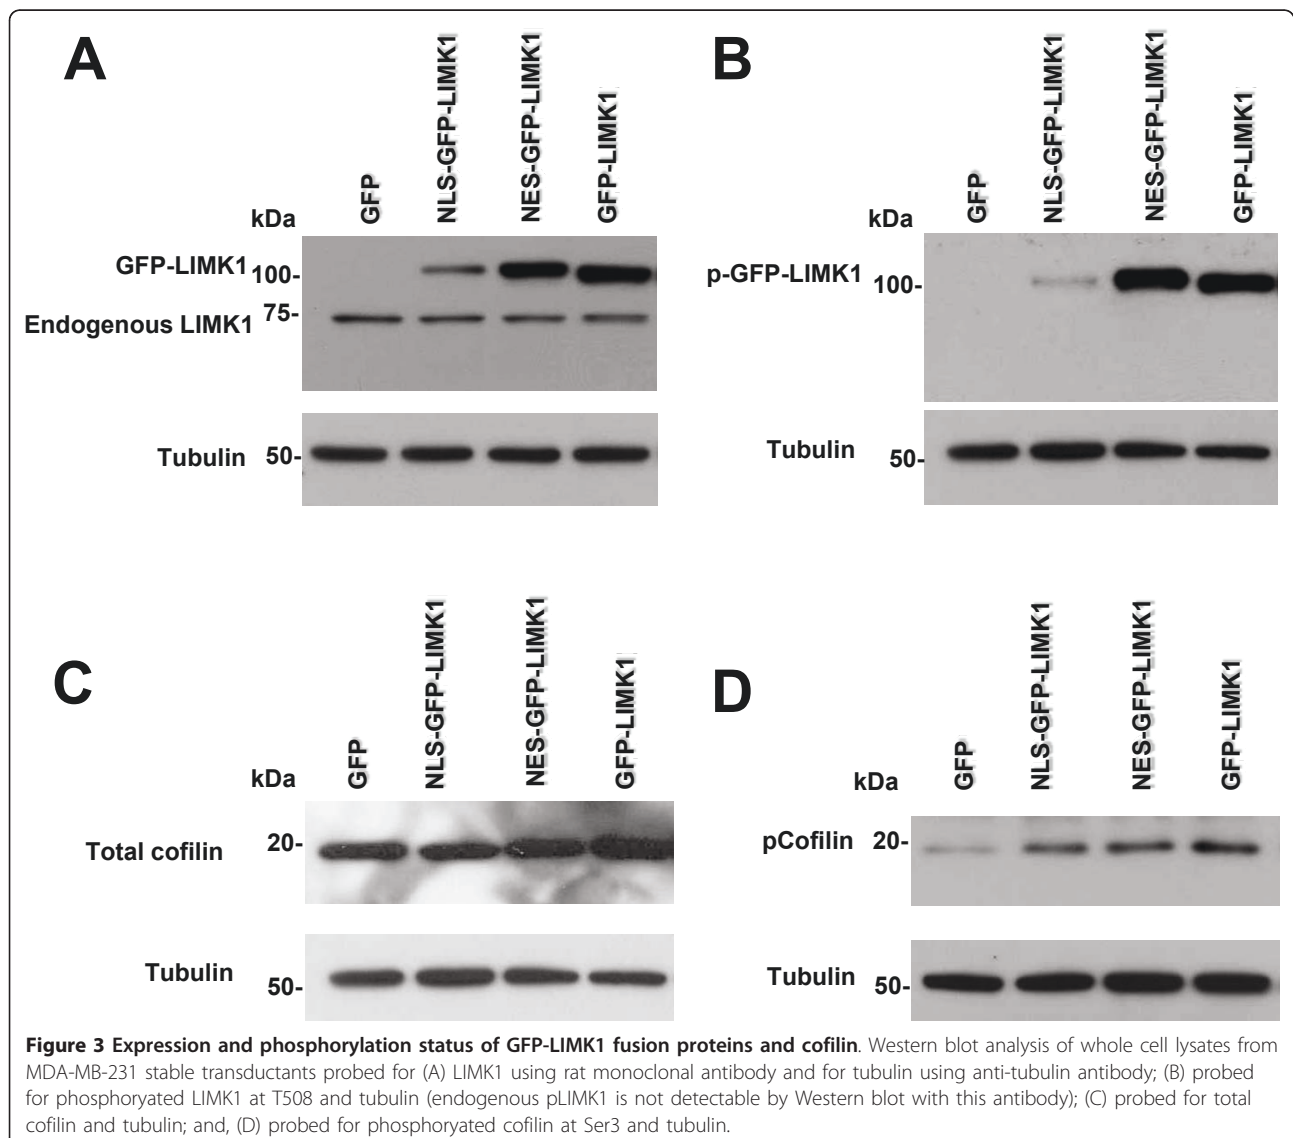 A
GFP
NLS-GFP-LIMK1
NES-GFP-LIMK1
GFP-LIMK1
kDa
GFP-LIMK1
100-
75-
Endogenous LIMK1
Tubulin
50-
B
GFP
NLS-GFP-LIMK1
NES-GFP-LIMK1
GFP-LIMK1
kDa
p-GFP-LIMK1
100-
Tubulin
50-
C
GFP
NLS-GFP-LIMK1
NES-GFP-LIMK1
GFP-LIMK1
kDa
Total cofilin
20-
Tubulin
50-
D
GFP
NLS-GFP-LIMK1
NES-GFP-LIMK1
GFP-LIMK1
kDa
pCofilin
20-
Tubulin
50-
Figure 3 Expression and phosphorylation status of GFP-LIMK1 fusion proteins and cofilin. Western blot analysis of whole cell lysates from
MDA-MB-231 stable transductants probed for (A) LIMK1 using rat monoclonal antibody and for tubulin using anti-tubulin antibody; (B) probed
for phosphoryated LIMK1 at T508 and tubulin (endogenous pLIMK1 is not detectable by Western blot with this antibody); (C) probed for total
cofilin and tubulin; and, (D) probed for phosphoryated cofilin at Ser3 and tubulin.